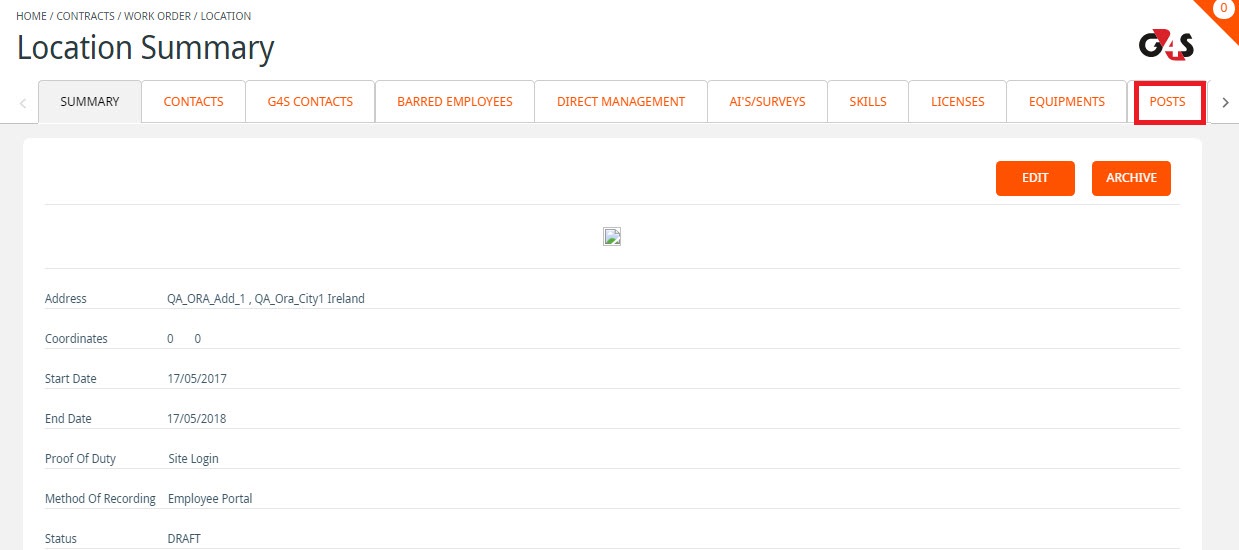 0
HOME / CONTRACTS / WORK ORDER / LOCATION
Location Summary
G4S
SUMMARY CONTACTS G4S CONTACTS BARRED EMPLOYEES DIRECT MANAGEMENT AI'S/SURVEYS SKILLS LICENSES EQUIPMENTS POSTS
EDIT ARCHIVE
Address QA_ORA_Add_1 , QA_Ora_City1 Ireland
Coordinates 0 0
Start Date 17/05/2017
End Date 17/05/2018
Proof Of Duty Site Login
Method Of Recording Employee Portal
Status DRAFT